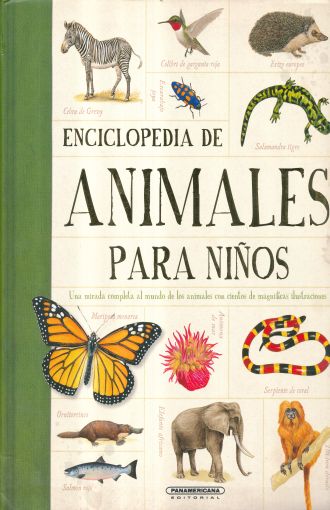 Colibrí de garganta roja
Erizo europeo
Cebra de Grevy
Escarabajo
joya
Salamandra tigre
ENCICLOPEDIA DE
ANIMALES
PARA NIÑOS
Una mirada completa al mundo de los animales con cientos de magníficas ilustraciones
Mariposa monarca
Anémona
de mar
Serpiente de coral
Ornitorrinco
Elefante africano
Salmón rojo
PANAMERICANA
EDITORIAL